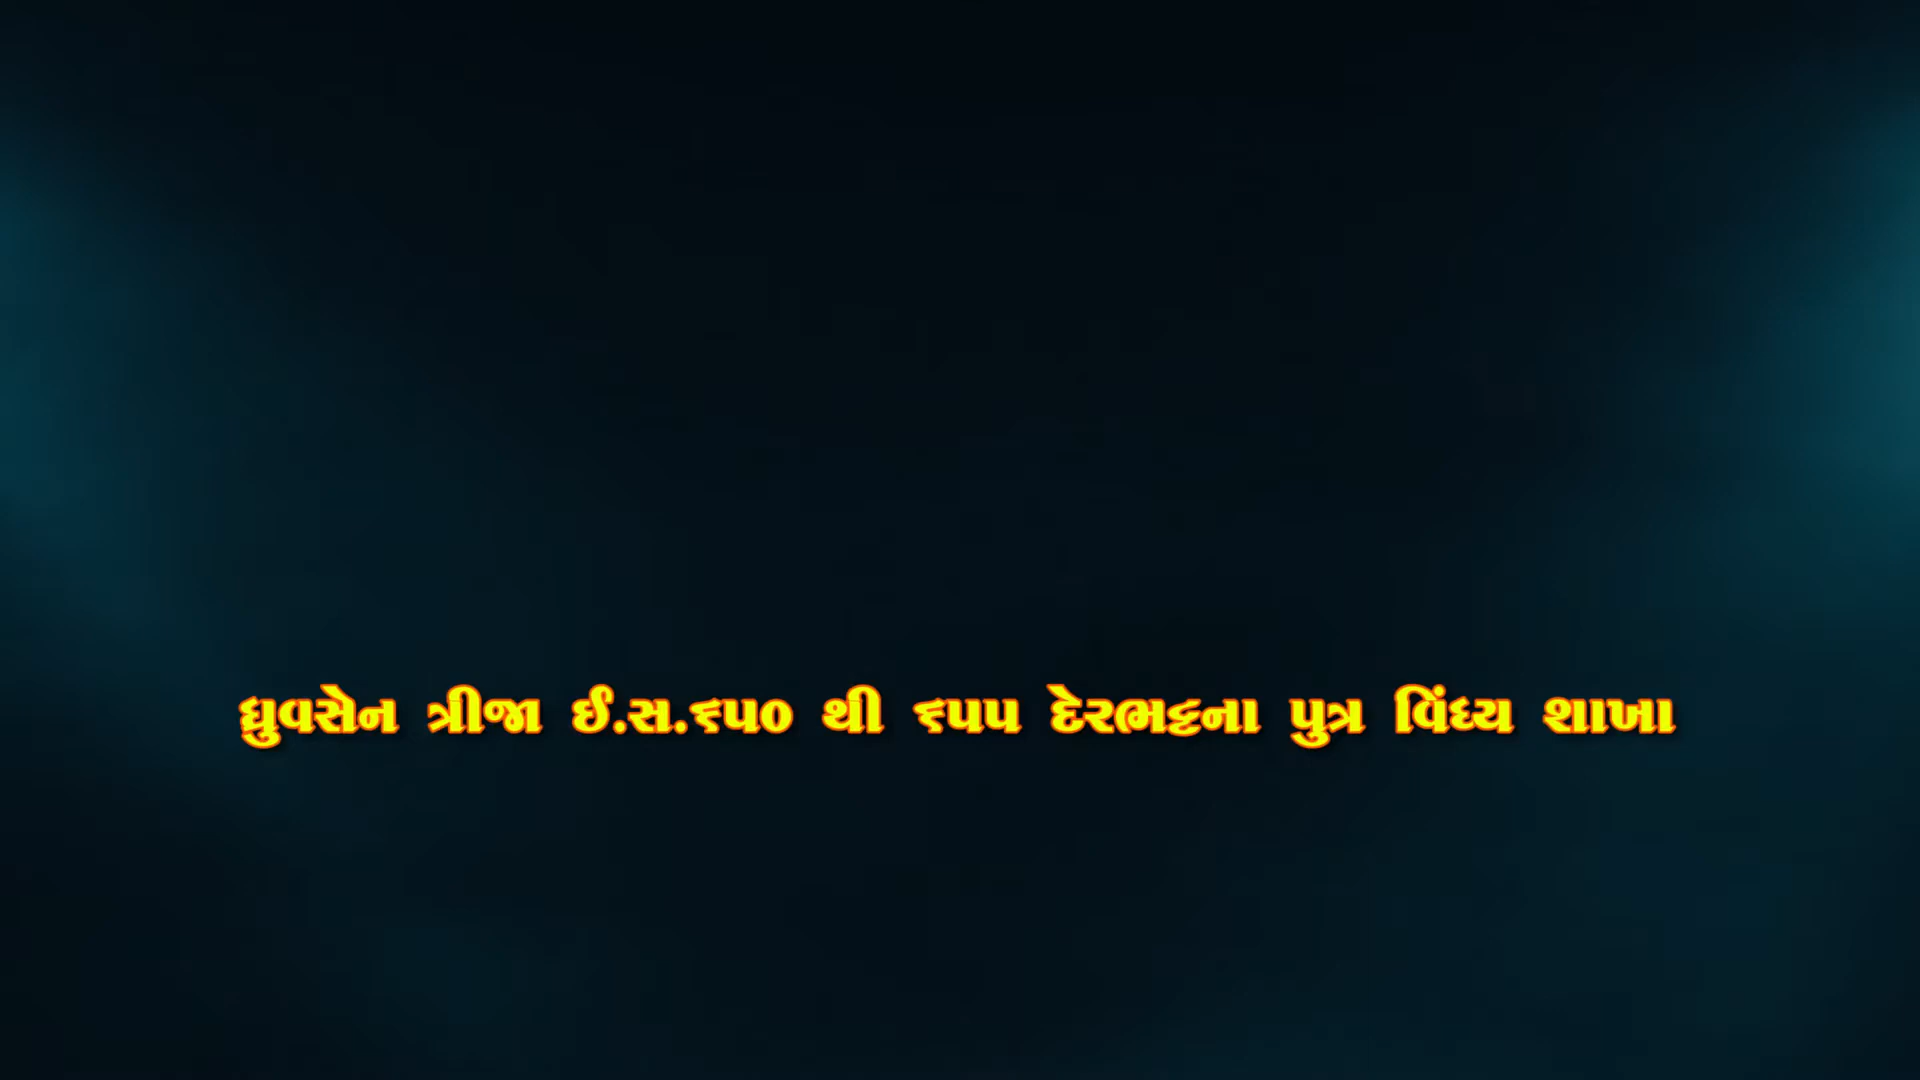 ધ્રુવસેન ત્રીજા ઈ.સ.૬૫૦ થી ૬૫૫ દેરભટ્ટના પુત્ર વિંધ્ય શાખા